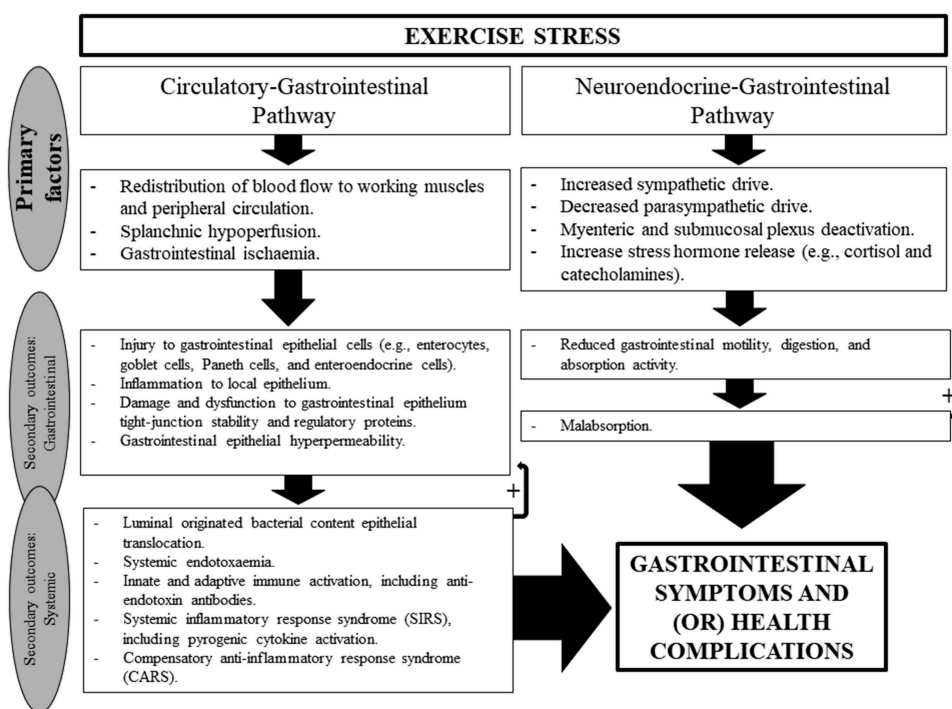 EXERCISE STRESS
Primary
factors
Circulatory-Gastrointestinal
Pathway
- Redistribution of blood flow to working muscles
and peripheral circulation.
- Splanchnic hypoperfusion.
- Gastrointestinal ischaemia.
Neuroendocrine-Gastrointestinal
Pathway
- Increased sympathetic drive.
- Decreased parasympathetic drive.
- Myenteric and submucosal plexus deactivation.
- Increase stress hormone release (e.g., cortisol and
catecholamines).
Secondary outcomes:
Gastrointestinal
- Injury to gastrointestinal epithelial cells (e.g., enterocytes,
goblet cells, Paneth cells, and enteroendocrine cells).
- Inflammation to local epithelium.
- Damage and dysfunction to gastrointestinal epithelium
tight-junction stability and regulatory proteins.
- Gastrointestinal epithelial hyperpermeability.
- Reduced gastrointestinal motility, digestion, and
absorption activity.
+
- Malabsorption.
+
Secondary outcomes:
Systemic
- Luminal originated bacterial content epithelial
translocation.
- Systemic endotoxaemia.
- Innate and adaptive immune activation, including anti-
endotoxin antibodies.
- Systemic inflammatory response syndrome (SIRS),
including pyrogenic cytokine activation.
- Compensatory anti-inflammatory response syndrome
(CARS).
GASTROINTESTINAL
SYMPTOMS AND
(OR) HEALTH
COMPLICATIONS